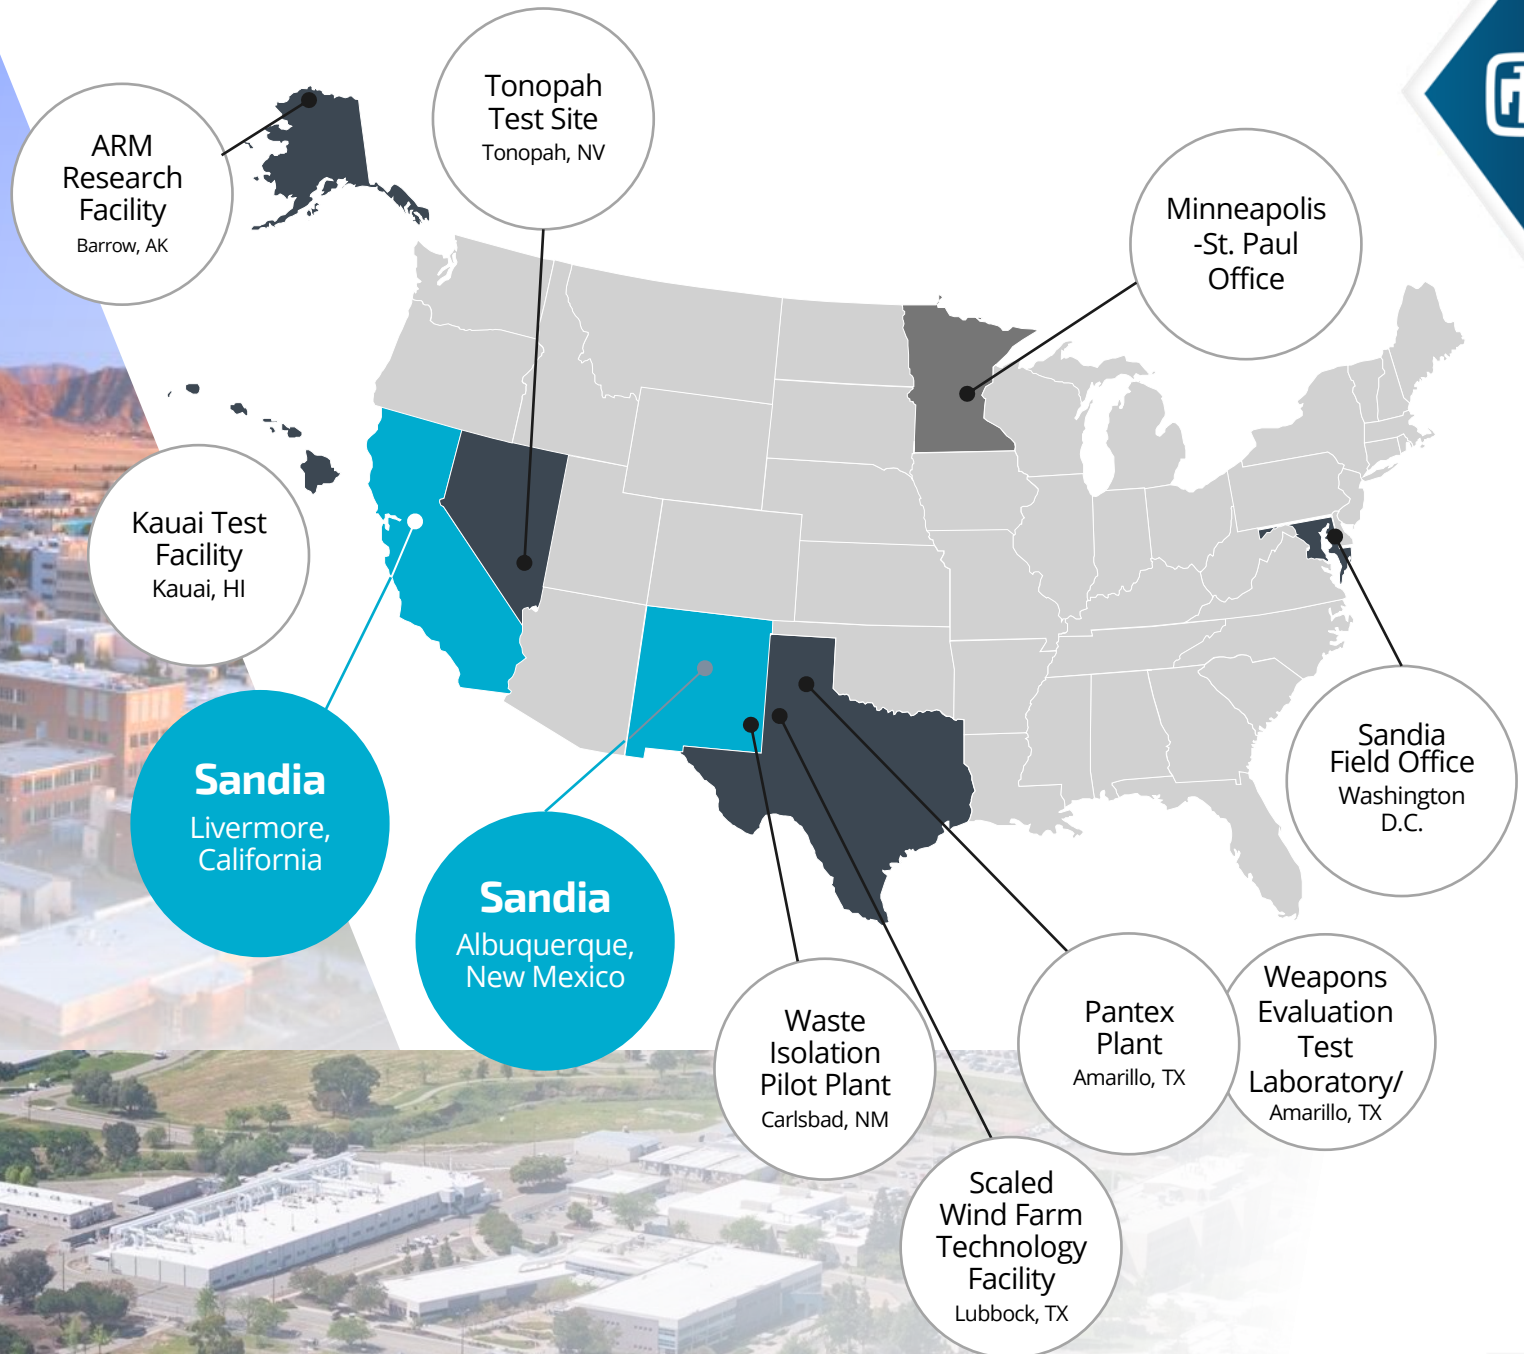 ARM
Research
Facility
Barrow, AK
Tonopah
Test Site
Tonopah, NV
Minneapolis
-St. Paul
Office
Kauai Test
Facility
Kauai, HI
Sandia
Livermore,
California
Sandia
Albuquerque,
New Mexico
Sandia
Field Office
Washington
D.C.
Waste
Isolation
Pilot Plant
Carlsbad, NM
Pantex
Plant
Amarillo, TX
Weapons
Evaluation
Test
Laboratory/
Amarillo, TX
Scaled
Wind Farm
Technology
Facility
Lubbock, TX